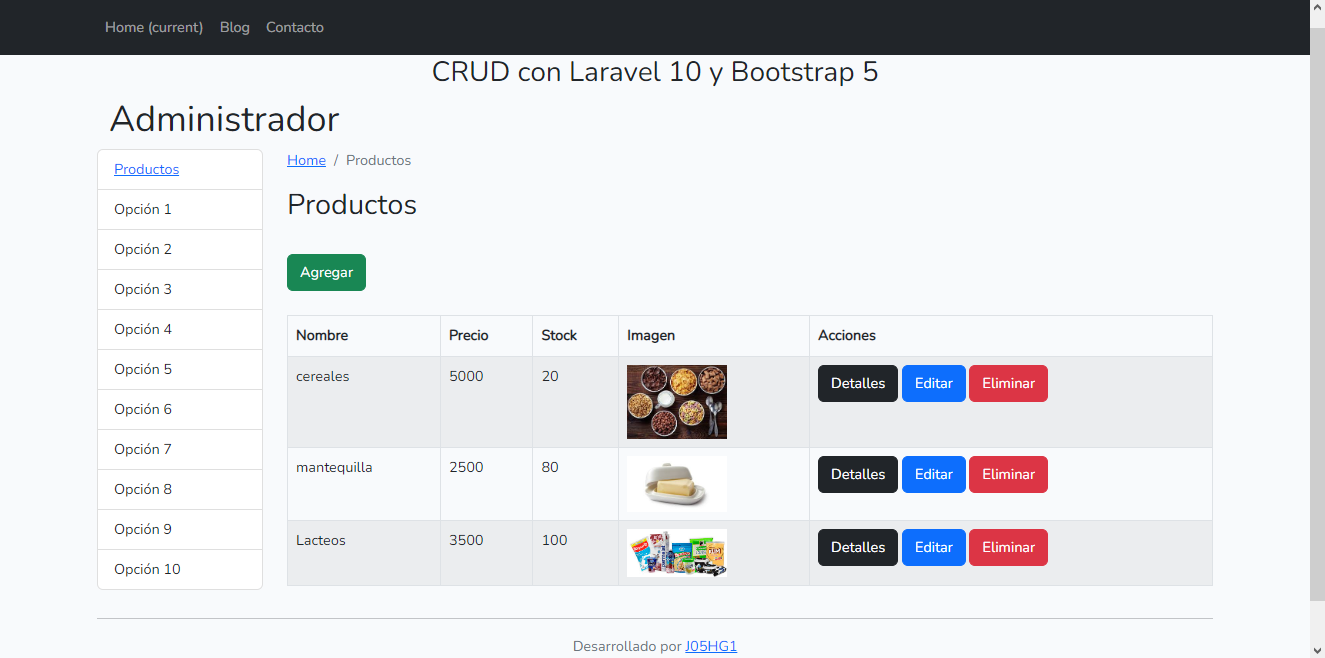 Home (current) Blog Contacto
CRUD con Laravel 10 y Bootstrap 5
Administrador
Productos
Opción 1
Opción 2
Opción 3
Opción 4
Opción 5
Opción 6
Opción 7
Opción 8
Opción 9
Opción 10
Home / Productos
Productos
Agregar
Nombre Precio Stock Imagen Acciones
cereales 5000 20 Detalles Editar Eliminar
mantequilla 2500 80 Detalles Editar Eliminar
Lacteos 3500 100 Detalles Editar Eliminar
Desarrollado por J05HG1